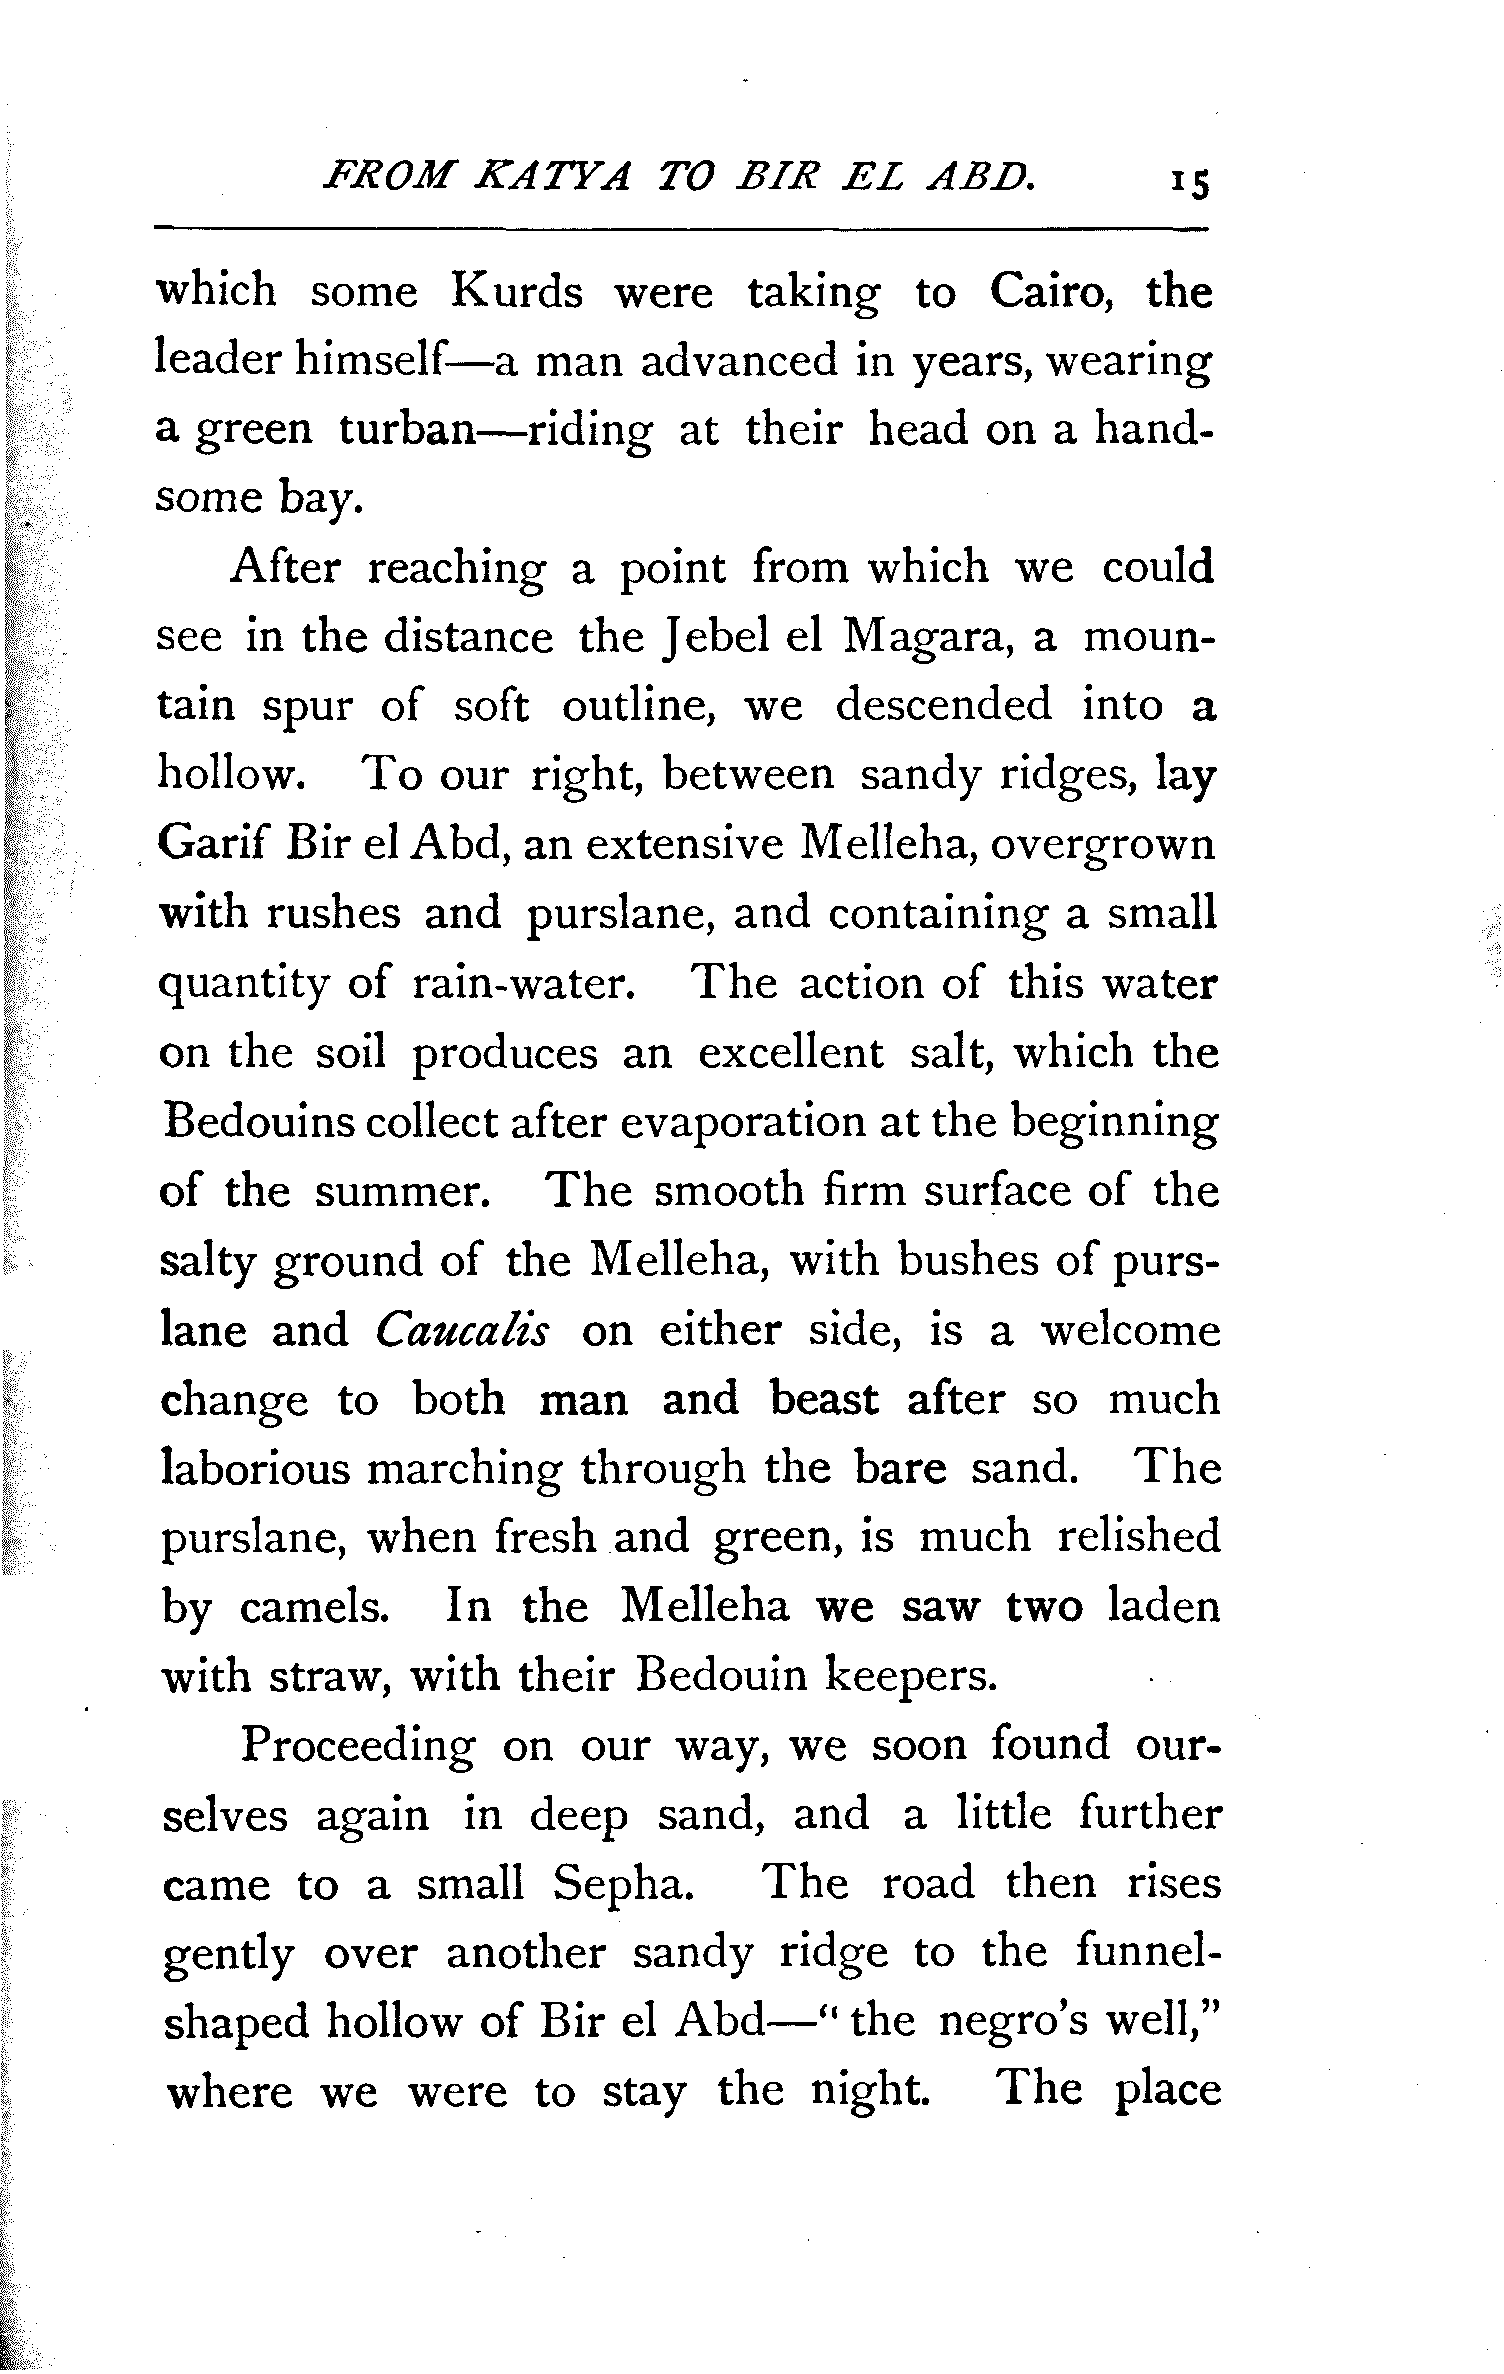 FROM KATYA TO BIR EL ABD. 15
which some Kurds were taking to Cairo, the
leader himself—a man advanced in years, wearing
a green turban—riding at their head on a hand-
some bay.
After reaching a point from which we could
see in the distance the Jebel el Magara, a moun-
tain spur of soft outline, we descended into a
hollow. To our right, between sandy ridges, lay
Garif Bir el Abd, an extensive Melleha, overgrown
with rushes and purslane, and containing a small
quantity of rain-water. The action of this water
on the soil produces an excellent salt, which the
Bedouins collect after evaporation at the beginning
of the summer. The smooth firm surface of the
salty ground of the Melleha, with bushes of purs-
lane and Caucalis on either side, is a welcome
change to both man and beast after so much
laborious marching through the bare sand. The
purslane, when fresh and green, is much relished
by camels. In the Melleha we saw two laden
with straw, with their Bedouin keepers.
Proceeding on our way, we soon found our-
selves again in deep sand, and a little further
came to a small Sepha. The road then rises
gently over another sandy ridge to the funnel-
shaped hollow of Bir el Abd—“the negro's well,”
where we were to stay the night. The place